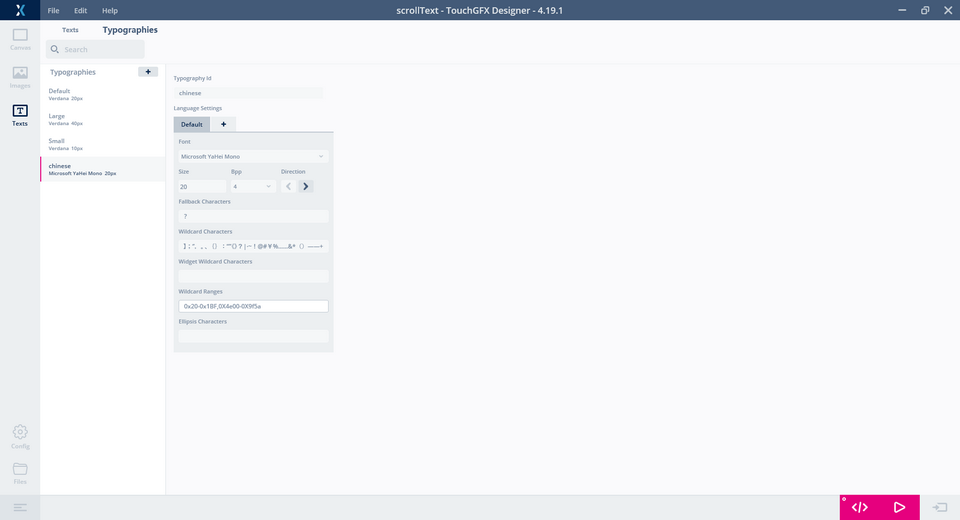 File Edit Help
scrollText - TouchGFX Designer - 4.19.1
Canvas
Images
Texts
Config
Files
Texts Typographies
Search
Typographies +
Default
Verdana 20px
Large
Verdana 40px
Small
Verdana 10px
chinese
Microsoft YaHei Mono 20px
Typography Id
chinese
Language Settings
Default +
Font
Microsoft YaHei Mono
Size Bpp Direction
20 4
Fallback Characters
?
Wildcard Characters
Widget Wildcard Characters
Wildcard Ranges
0x20-0x1BF,0X4e00-0X9f5a
Ellipsis Characters